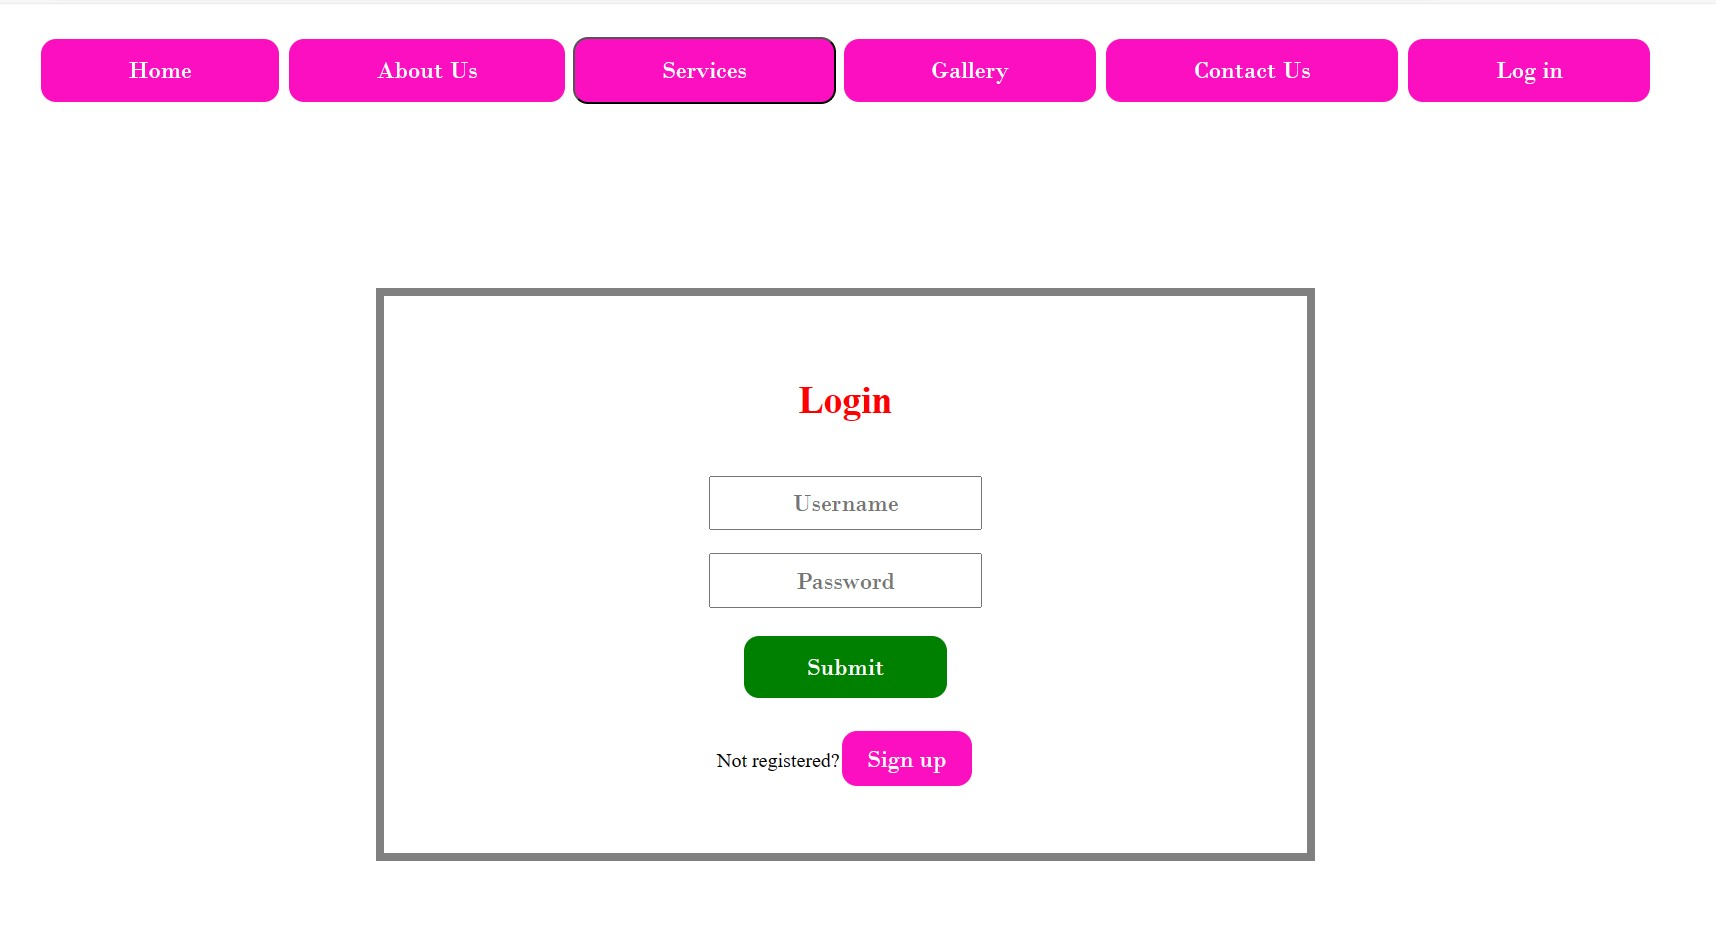 Home About Us Services Gallery Contact Us Log in
Login
Username
Password
Submit
Not registered? Sign up